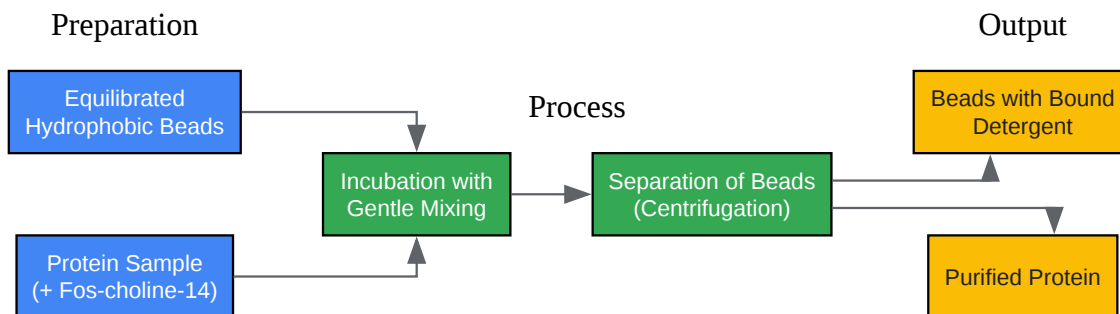 Preparation
Output
Equilibrated
Hydrophobic Beads
Beads with Bound
Detergent
Process
Incubation with
Gentle Mixing
Separation of Beads
(Centrifugation)
Protein Sample
(+ Fos-choline-14)
Purified Protein